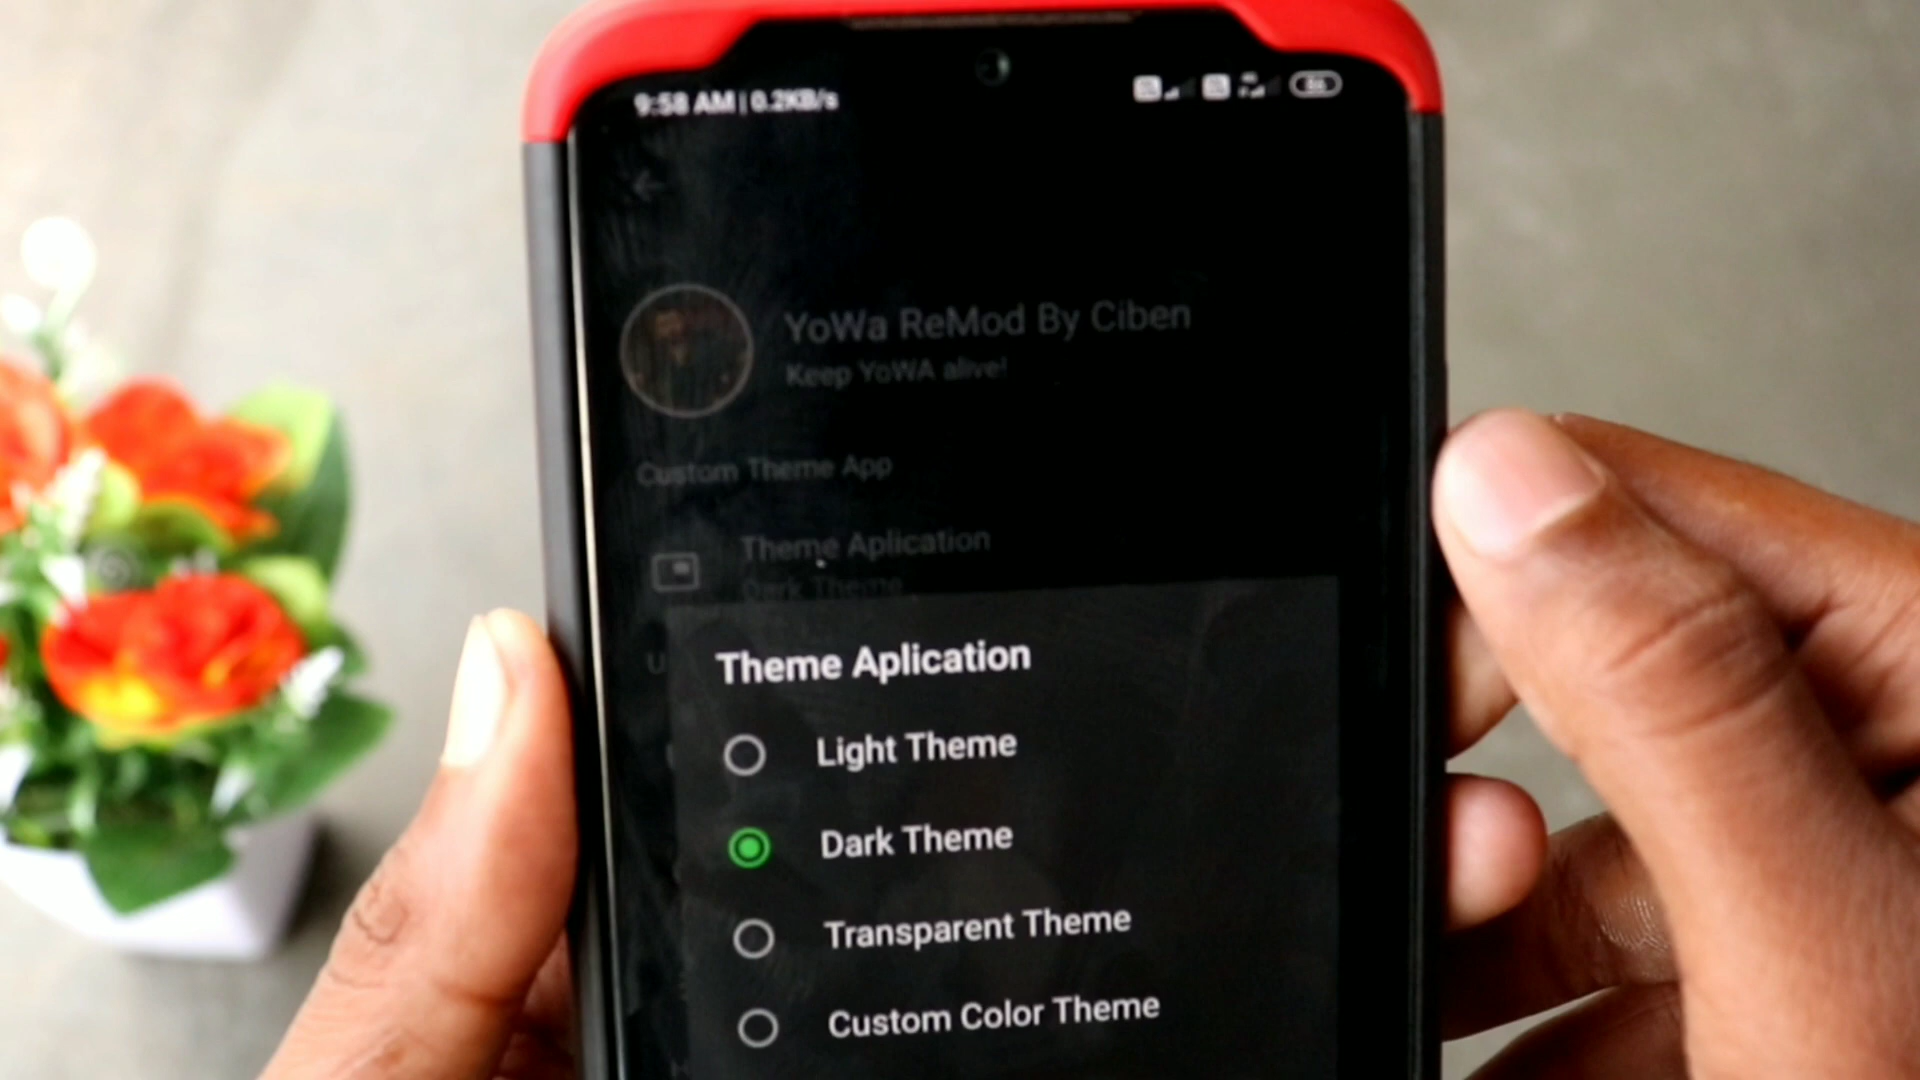 9:58 AM | 0.2KB/s
YoWa ReMod By Ciben
Keep YoWA alive!
Custom Theme App
Theme Aplication
Dark Theme
U
Theme Aplication
Light Theme
Dark Theme
Transparent Theme
Custom Color Theme